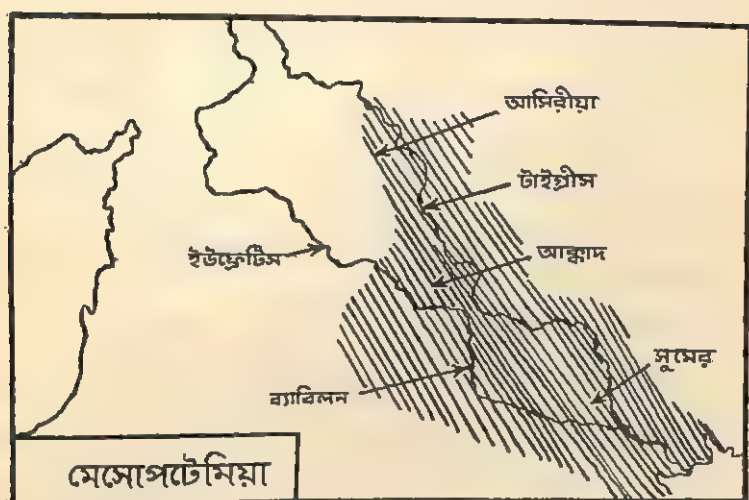 আসিরীয়া
টাইগ্রীস
ইউফ্রেটিস
আক্কাদ
সুমের
ব্যাবিলন
মেসোপটেমিয়া